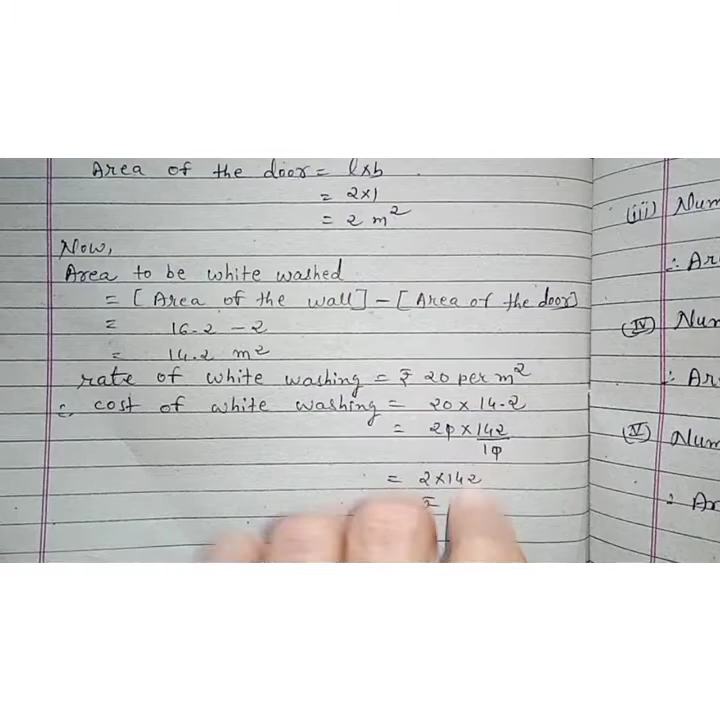 Area of the door = l×b
= 2×1
= 2 m²
Now,
Area to be white washed
= [Area of the wall] - [Area of the door]
= 16.2 - 2
= 14.2 m²
rate of white washing = ₹ 20 per m²
∴ cost of white washing = 20 × 14.2
= 20 × 142/10
= 2×142
= ₹
(iii) Num
∴ Ar
(iv) Num
∴ Ar
(v) Num
∴ Ar